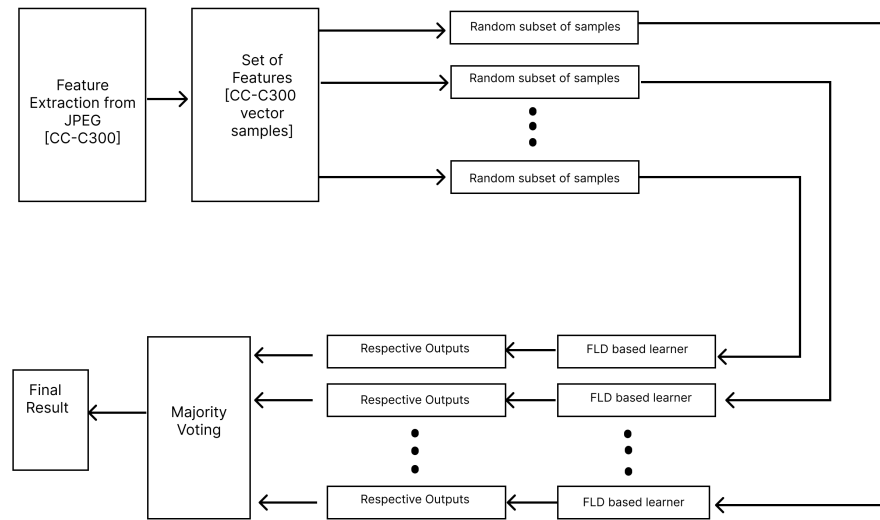 Feature
Extraction from
JPEG
[CC-C300]
Set of
Features
[CC-C300
vector
samples]
Random subset of samples
Random subset of samples
Random subset of samples
Respective Outputs
FLD based learner
Respective Outputs
FLD based learner
Respective Outputs
FLD based learner
Majority
Voting
Final
Result